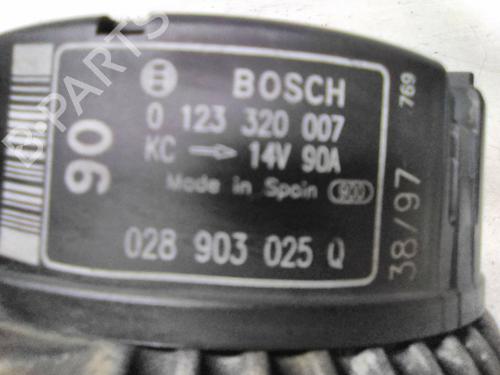 BOSCH
0 123 320 007
KC → 14V 90A
Made in Spain
028 903 025 Q
90
38/97
769
B-PARTS